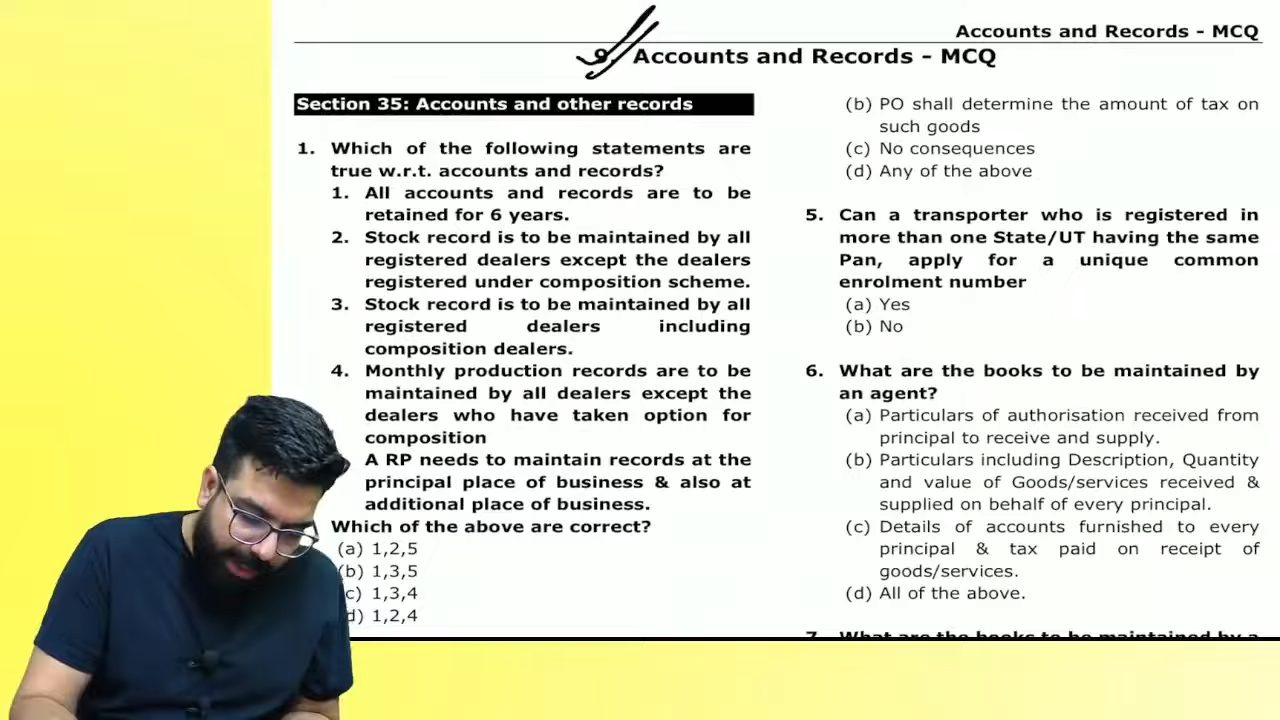 Accounts and Records - MCQ
9. Accounts and Records - MCQ
Section 35: Accounts and other records
1. Which of the following statements are
true w.r.t. accounts and records?
1. All accounts and records are to be
retained for 6 years.
2. Stock record is to be maintained by all
registered dealers except the dealers
registered under composition scheme.
3. Stock record is to be maintained by all
registered dealers including
composition dealers.
4. Monthly production records are to be
maintained by all dealers except the
dealers who have taken option for
composition
A RP needs to maintain records at the
principal place of business & also at
additional place of business.
Which of the above are correct?
(a) 1,2,5
(b) 1,3,5
c) 1,3,4
d) 1,2,4
(b) PO shall determine the amount of tax on
such goods
(c) No consequences
(d) Any of the above
5. Can a transporter who is registered in
more than one State/UT having the same
Pan, apply for a unique common
enrolment number
(a) Yes
(b) No
6. What are the books to be maintained by
an agent?
(a) Particulars of authorisation received from
principal to receive and supply.
(b) Particulars including Description, Quantity
and value of Goods/services received &
supplied on behalf of every principal.
(c) Details of accounts furnished to every
principal & tax paid on receipt of
goods/services.
(d) All of the above.
7. What are the books to be maintained by a